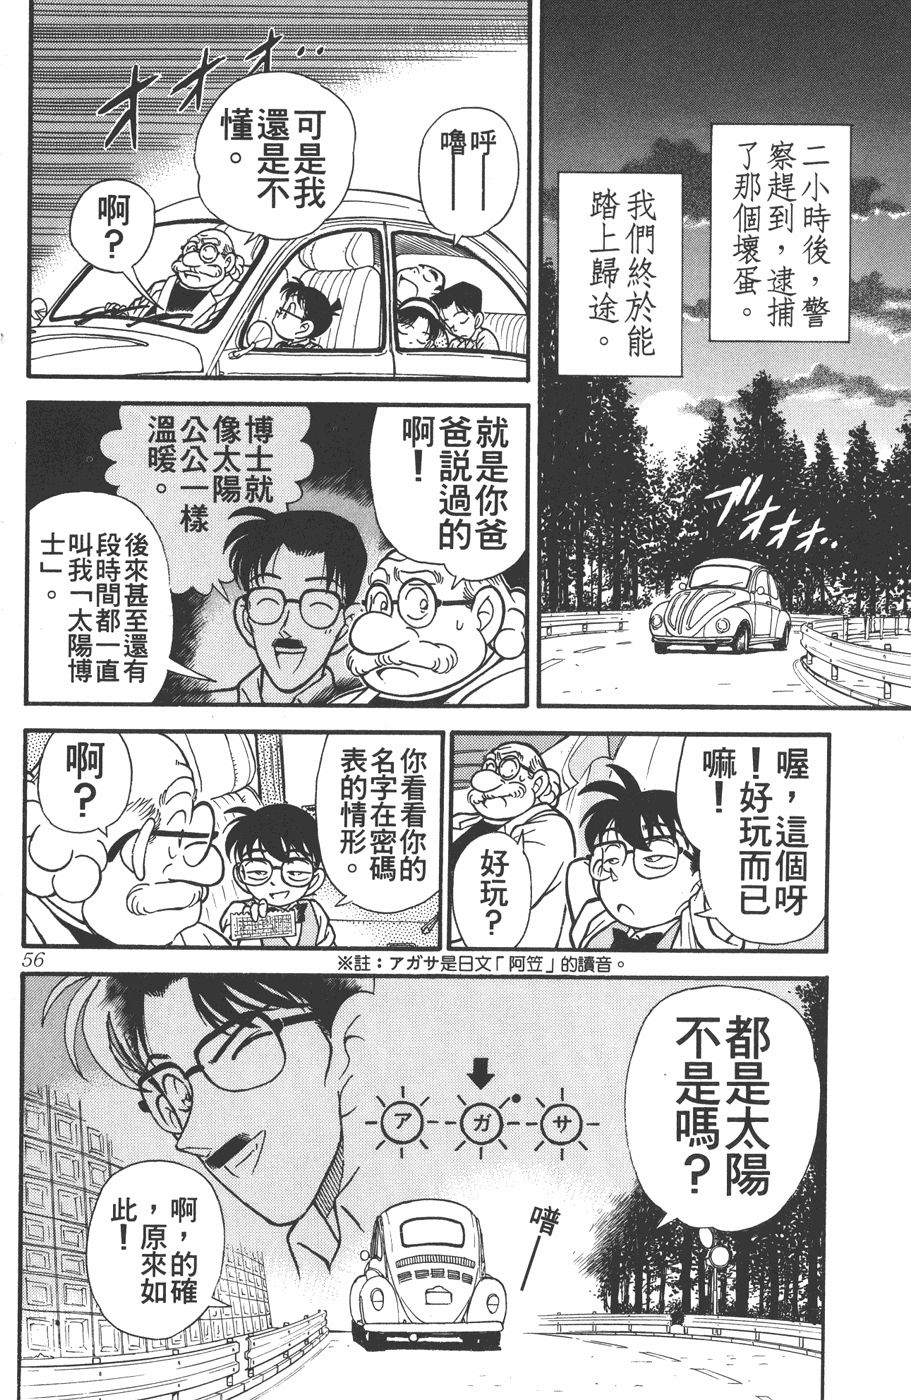 二小時後，警
察趕到，逮捕
了那個壞蛋。
我們終於能
踏上歸途。
ブオオオ‥
呼
嚕
可是我
還是不
懂。
啊？
オオオ‥
就是你爸
爸說過的
啊！
博士就
像太陽
公公一樣
溫暖。
後來甚至還有
段時間都一直
叫我「太陽博
士」。
喔，這個呀
！好玩而已
嘛！
好玩？
你看看你的
名字在密碼
表的情形。
啊？
56
※註：アガサ是日文「阿笠」的讀音。
都是太陽
不是嗎？
ア ガ サ
噜
啊，的確
，原來如
此！